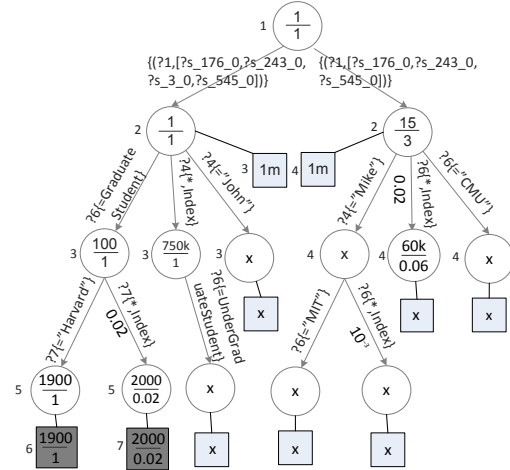 1
1
1
{(?1,[?s_176_0,?s_243_0,
?s_3_0,?s_545_0])}
{(?1,[?s_176_0,?s_243_0,
?s_545_0])}
2
1
1
3
1m
4
1m
2
15
3
?6{=Graduate
Student}
?4{*,Index}
?4{="John"}
?4{="Mike"}
?6{*,Index}
0.02
?6{="CMU"}
3
100
1
3
750k
1
3
x
4
x
4
60k
0.06
4
x
?7{="Harvard"}
?7{*,Index}
0.02
?6{=UnderGrad
uateStudent}
x
?6{="MIT"}
?6{*,Index}
10⁻³
x
x
5
1900
1
5
2000
0.02
x
x
x
6
1900
1
7
2000
0.02
x
x
x